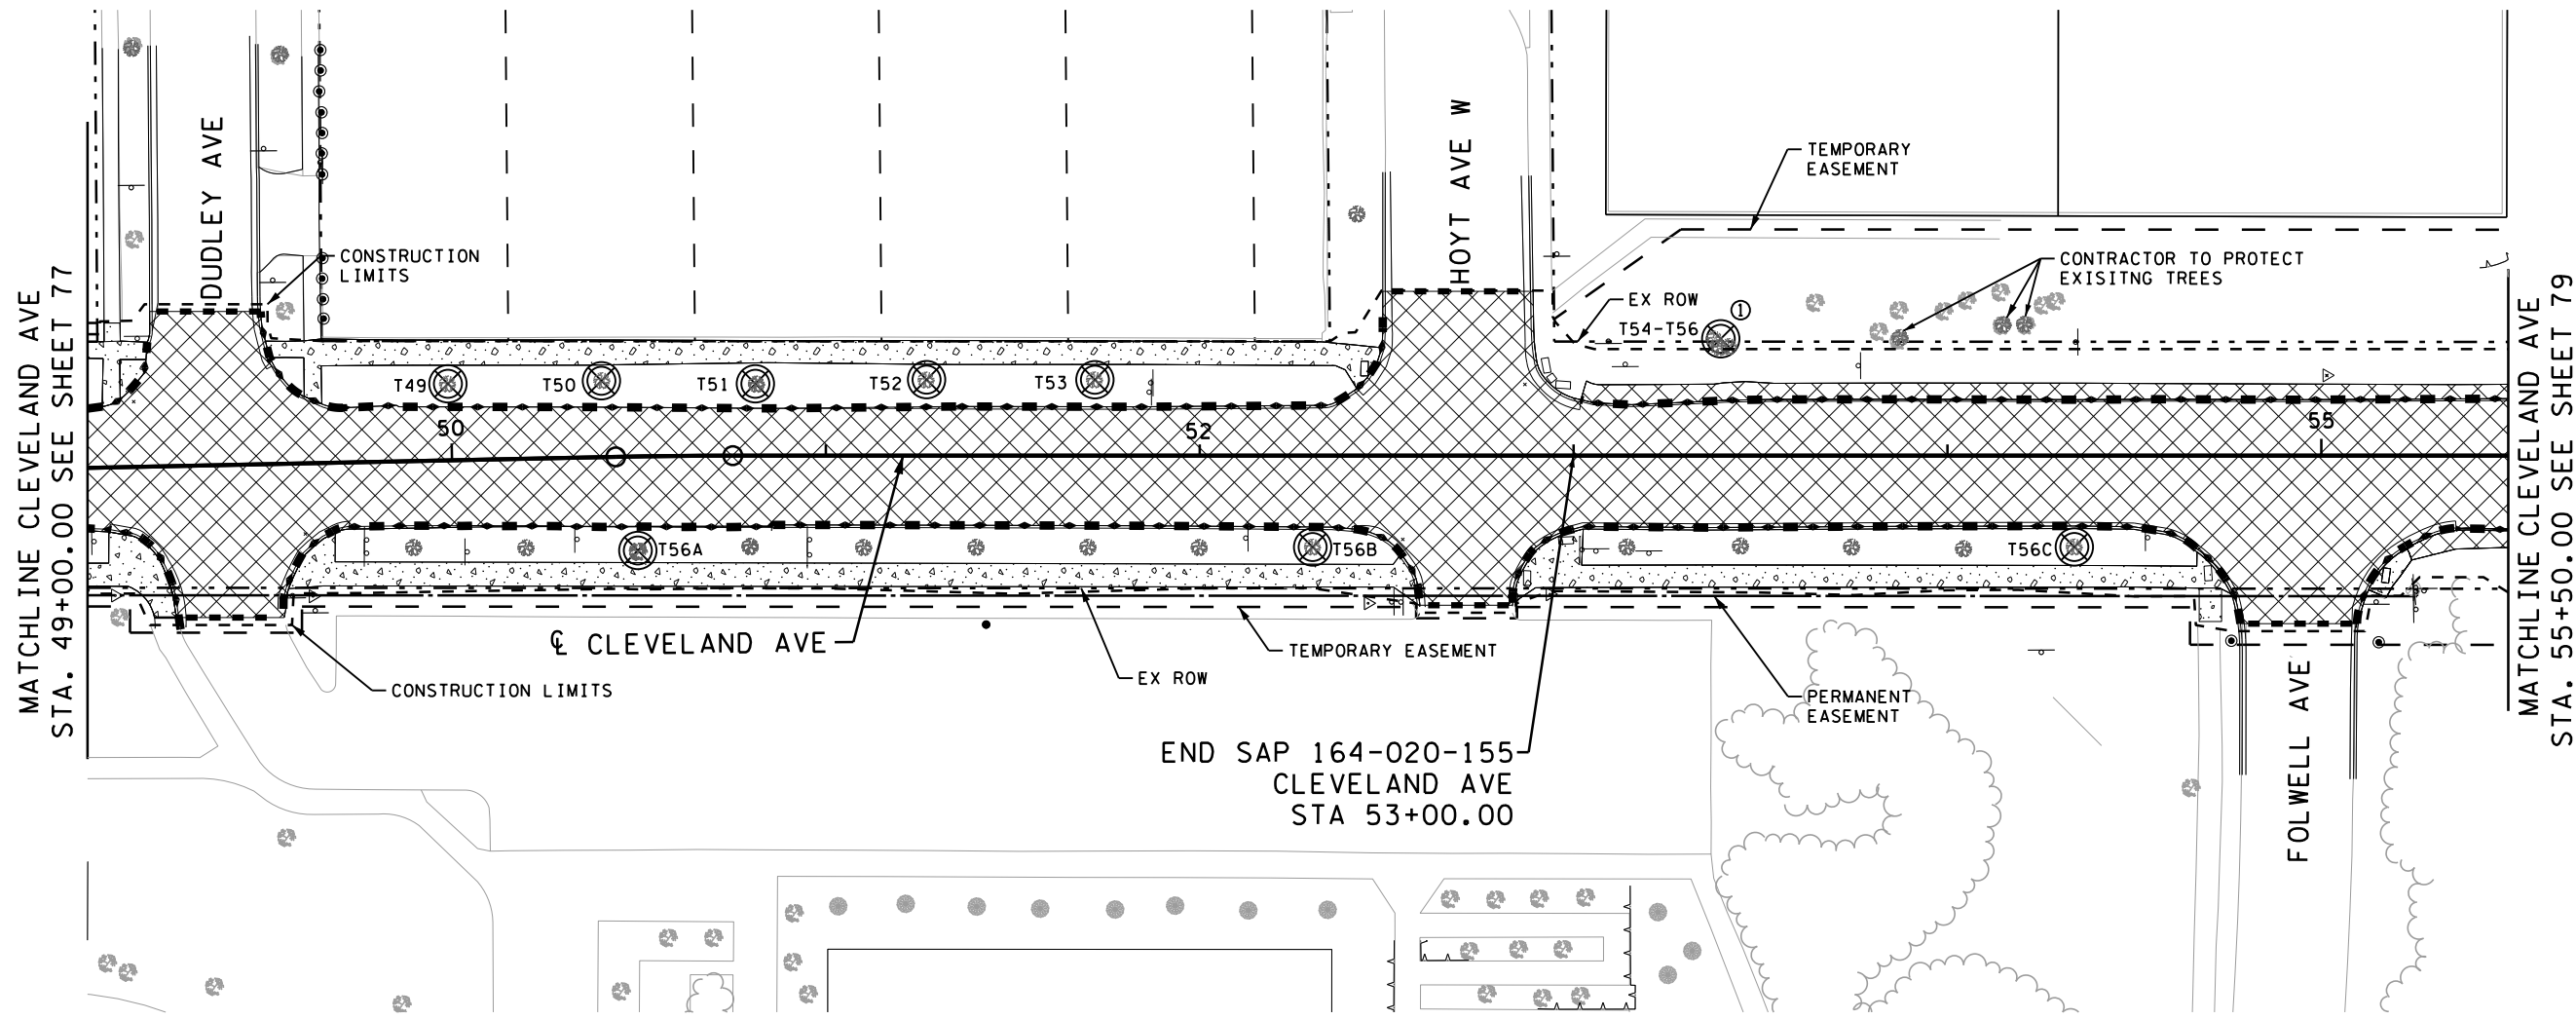 MATCHLINE CLEVELAND AVE
STA. 49+00.00 SEE SHEET 77
DUDLEY AVE
CONSTRUCTION
LIMITS
HOYT AVE W
TEMPORARY
EASEMENT
CONTRACTOR TO PROTECT
EXISITNG TREES
EX ROW
T54-T56
1
T49
T50
T51
T52
T53
50
52
55
T56A
T56B
T56C
℄ CLEVELAND AVE
CONSTRUCTION LIMITS
EX ROW
TEMPORARY EASEMENT
PERMANENT
EASEMENT
END SAP 164-020-155
CLEVELAND AVE
STA 53+00.00
FOLWELL AVE
MATCHLINE CLEVELAND AVE
STA. 55+50.00 SEE SHEET 79